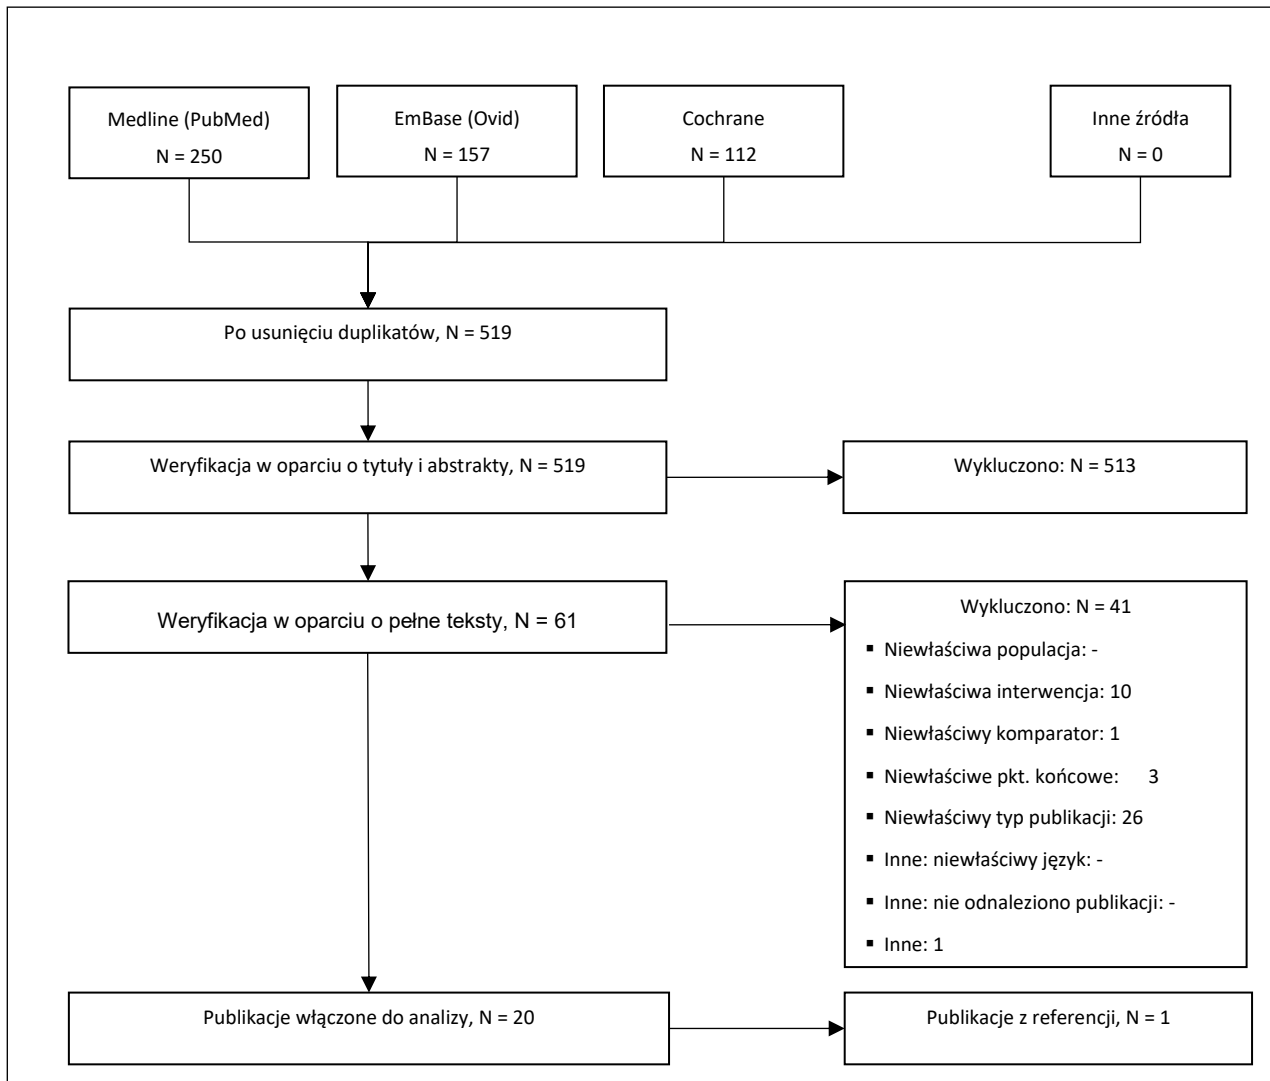 Medline (PubMed)
N = 250
EmBase (Ovid)
N = 157
Cochrane
N = 112
Inne źródła
N = 0
Po usunięciu duplikatów, N = 519
Weryfikacja w oparciu o tytuły i abstrakty, N = 519
Wykluczono: N = 513
Weryfikacja w oparciu o pełne teksty, N = 61
Wykluczono: N = 41
▪ Niewłaściwa populacja: -
▪ Niewłaściwa interwencja: 10
▪ Niewłaściwy komparator: 1
▪ Niewłaściwe pkt. końcowe: 3
▪ Niewłaściwy typ publikacji: 26
▪ Inne: niewłaściwy język: -
▪ Inne: nie odnaleziono publikacji: -
▪ Inne: 1
Publikacje włączone do analizy, N = 20
Publikacje z referencji, N = 1